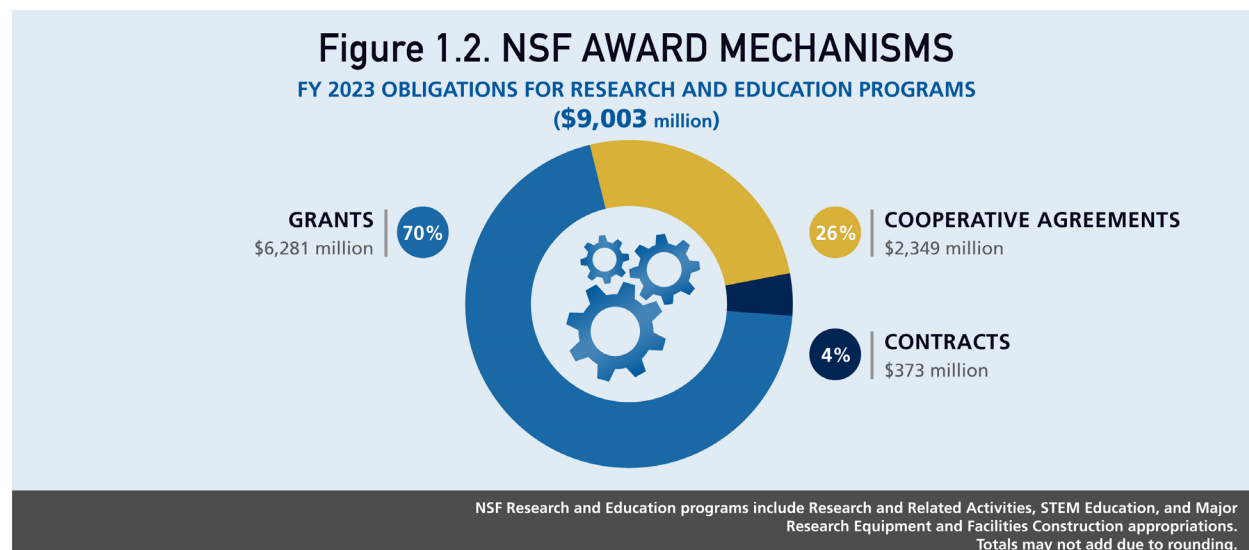 Figure 1.2. NSF AWARD MECHANISMS
FY 2023 OBLIGATIONS FOR RESEARCH AND EDUCATION PROGRAMS
($9,003 million)
GRANTS
$6,281 million
70%
26%
COOPERATIVE AGREEMENTS
$2,349 million
4%
CONTRACTS
$373 million
NSF Research and Education programs include Research and Related Activities, STEM Education, and Major
Research Equipment and Facilities Construction appropriations.
Totals may not add due to rounding.